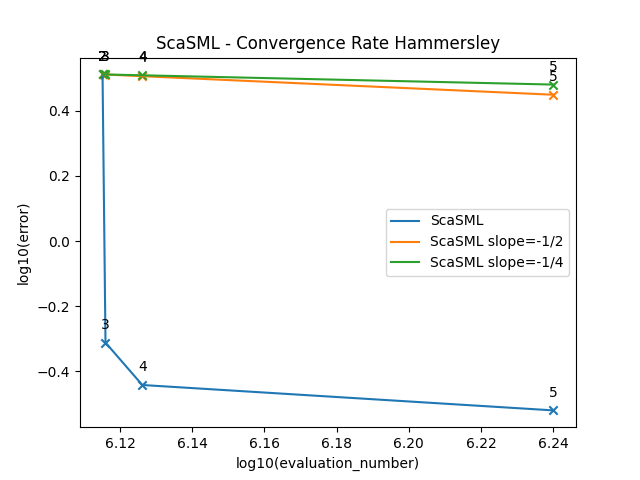 ScaSML - Convergence Rate Hammersley
2 3 4 5
5
0.4
0.2
0.0
−0.2
−0.4
log10(error)
ScaSML
ScaSML slope=-1/2
ScaSML slope=-1/4
3
4
5
6.12 6.14 6.16 6.18 6.20 6.22 6.24
log10(evaluation_number)